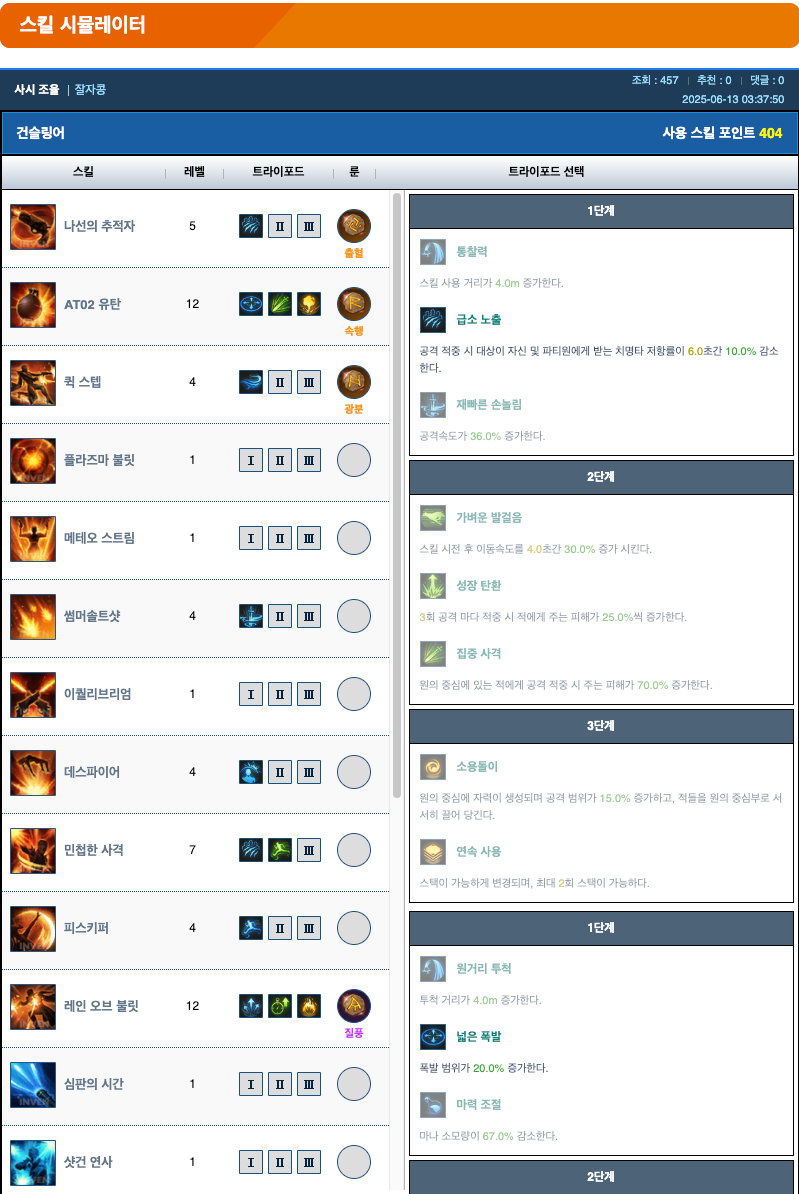 스킬 시뮬레이터
사시 조율 | 잘자콩
조회 : 457 | 추천 : 0 | 댓글 : 0
2025-06-13 03:37:50
건슬링어
사용 스킬 포인트 404
스킬 레벨 트라이포드 룬 트라이포드 선택
나선의 추적자 5 II III 출혈
AT02 유탄 12 속행
퀵 스텝 4 II III 광분
플라즈마 불릿 1 I II III
메테오 스트림 1 I II III
썸머솔트샷 4 II III
이퀄리브리엄 1 I II III
데스파이어 4 II III
민첩한 사격 7 III
피스키퍼 4 II III
레인 오브 불릿 12 질풍
심판의 시간 1 I II III
샷건 연사 1 I II III
1단계
통찰력
스킬 사용 거리가 4.0m 증가한다.
급소 노출
공격 적중 시 대상이 자신 및 파티원에게 받는 치명타 저항률이 6.0초간 10.0% 감소
한다.
재빠른 손놀림
공격속도가 36.0% 증가한다.
2단계
가벼운 발걸음
스킬 시전 후 이동속도를 4.0초간 30.0% 증가 시킨다.
성장 탄환
3회 공격 마다 적중 시 적에게 주는 피해가 25.0%씩 증가한다.
집중 사격
원의 중심에 있는 적에게 공격 적중 시 주는 피해가 70.0% 증가한다.
3단계
소용돌이
원의 중심에 자력이 생성되며 공격 범위가 15.0% 증가하고, 적들을 원의 중심부로 서
서히 끌어 당긴다.
연속 사용
스택이 가능하게 변경되며, 최대 2회 스택이 가능하다.
1단계
원거리 투척
투척 거리가 4.0m 증가한다.
넓은 폭발
폭발 범위가 20.0% 증가한다.
마력 조절
마나 소모량이 67.0% 감소한다.
2단계